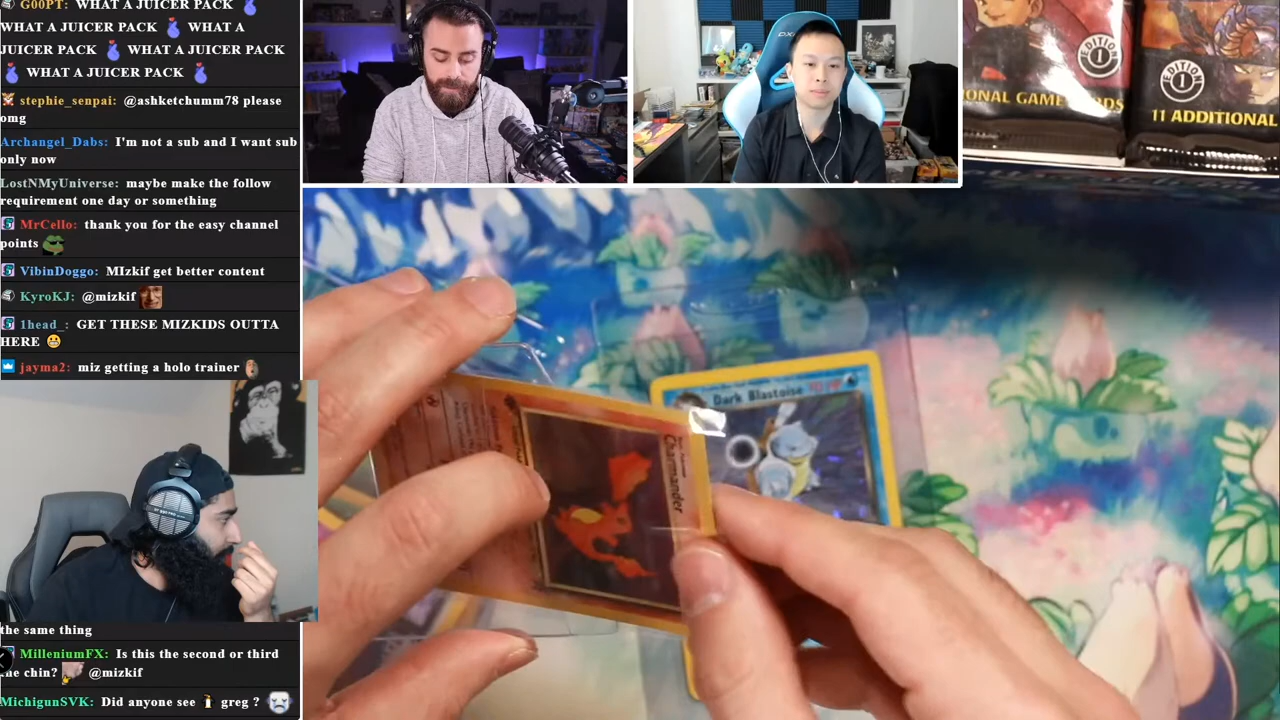 G00PT: WHAT A JUICER PACK
WHAT A JUICER PACK WHAT A
JUICER PACK WHAT A JUICER PACK
WHAT A JUICER PACK
stephie_senpai: @ashketchumm78 please
omg
Archangel_Dabs: I'm not a sub and I want sub
only now
LostNMyUniverse: maybe make the follow
requirement one day or something
MrCello: thank you for the easy channel
points
VibinDoggo: MIzkif get better content
KyroKJ: @mizkif
1head_: GET THESE MIZKIDS OUTTA
HERE
jayma2: miz getting a holo trainer
the same thing
MilleniumFX: Is this the second or third
the chin? @mizkif
MichigunSVK: Did anyone see greg ?
EDITION
1
ONAL GAME CARDS
EDITION
1
11 ADDITIONAL
Dark Blastoise
Charmander